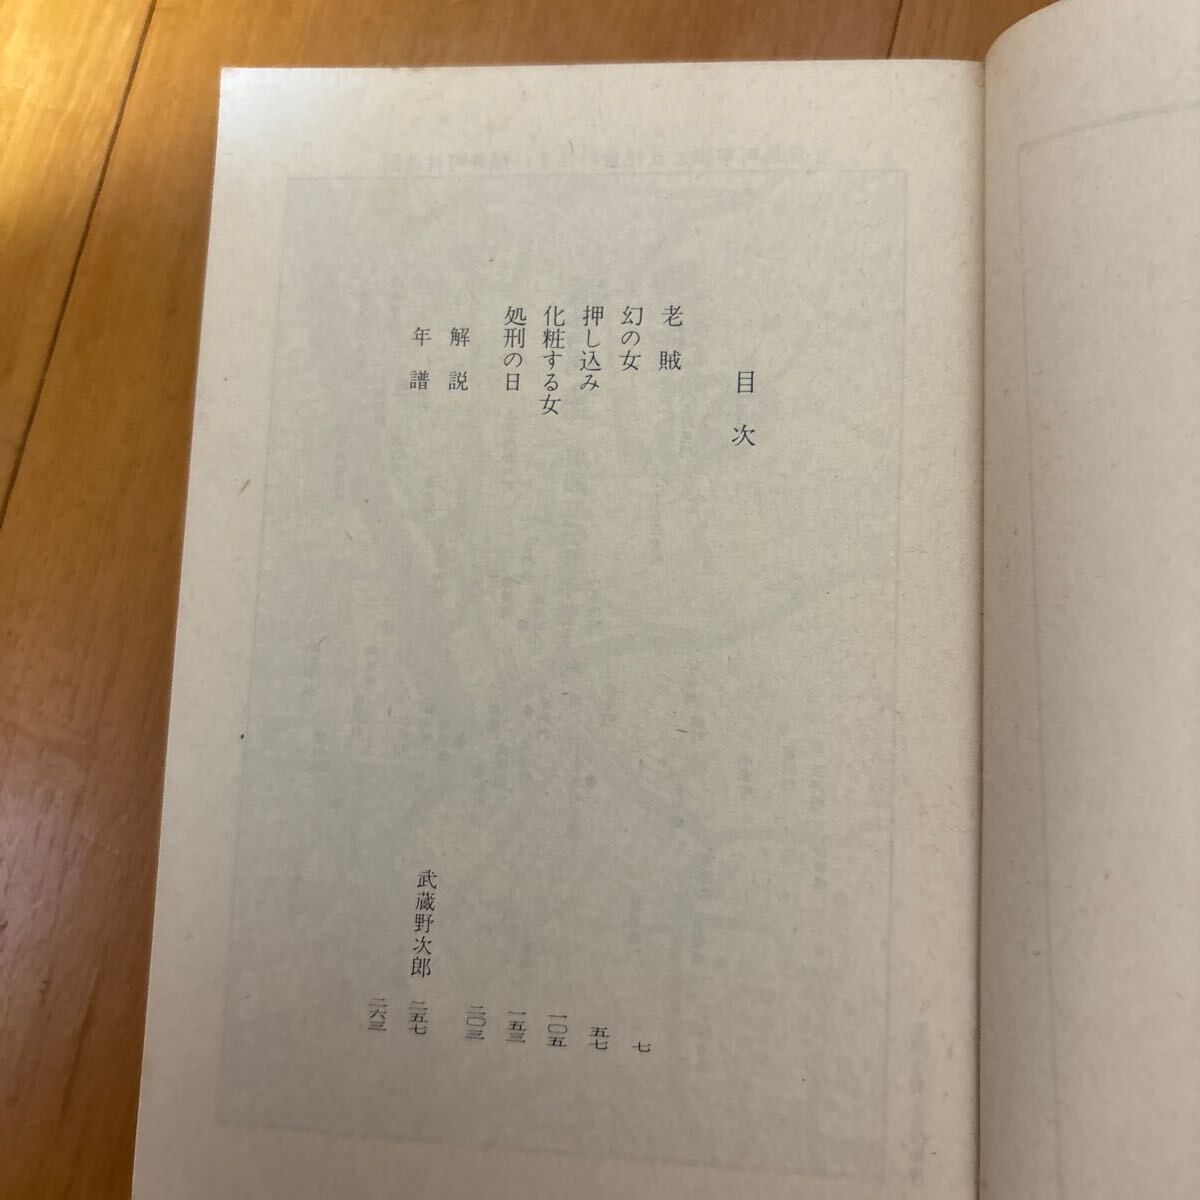 目次
老賊 七
幻の女 五七
押し込み 一〇五
化粧する女 一五三
処刑の日 二〇三
解説 武蔵野次郎 二五七
年譜 二六三